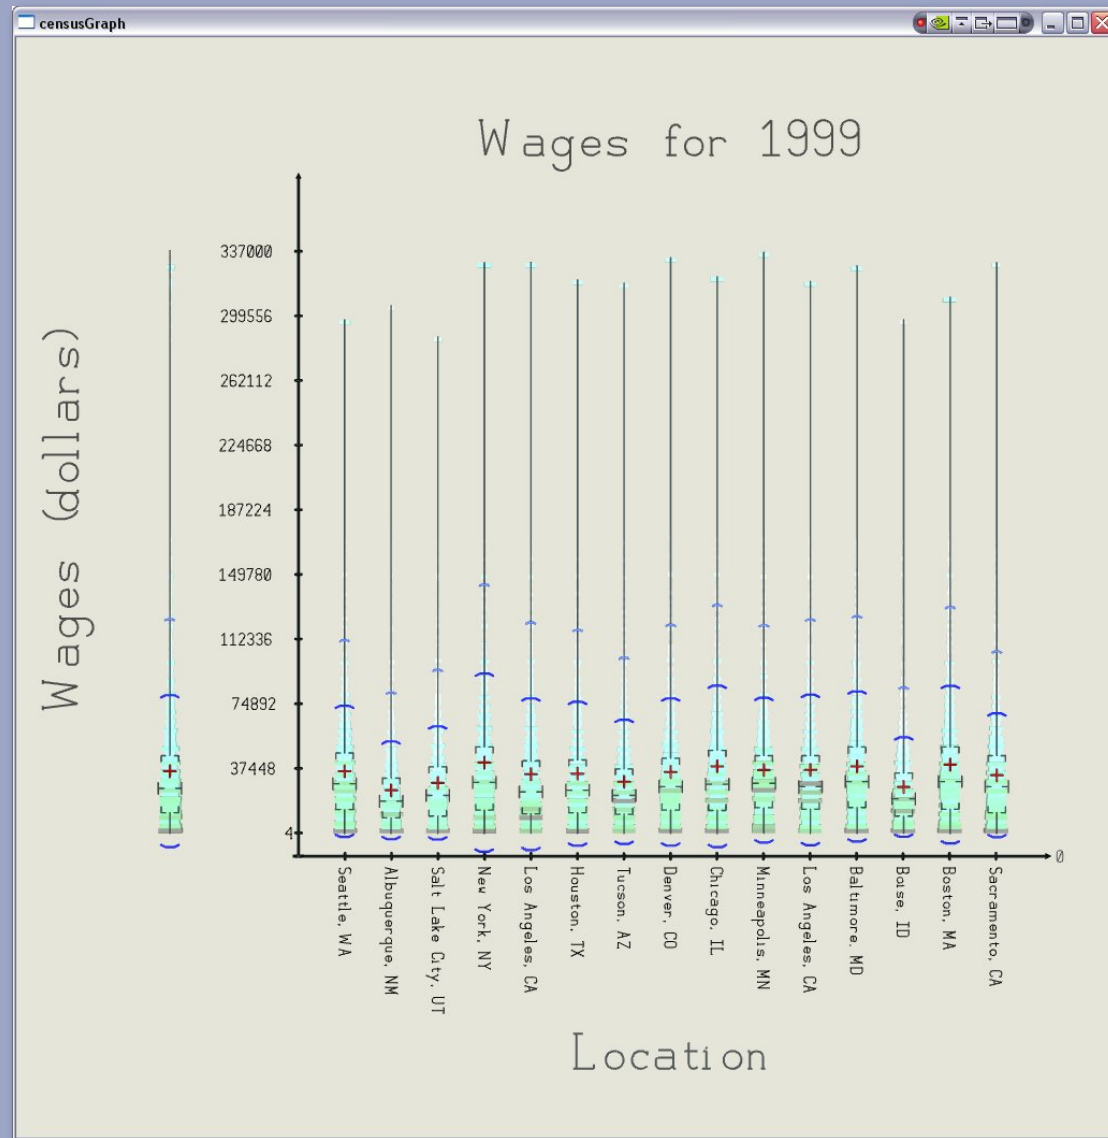 censusGraph
Wages for 1999
Wages (dollars)
337000
299556
262112
224668
187224
149780
112336
74892
37448
4
0
Seattle, WA
Albuquerque, NM
Salt Lake City, UT
New York, NY
Los Angeles, CA
Houston, TX
Tucson, AZ
Denver, CO
Chicago, IL
Minneapolis, MN
Los Angeles, CA
Baltimore, MD
Boise, ID
Boston, MA
Sacramento, CA
Location